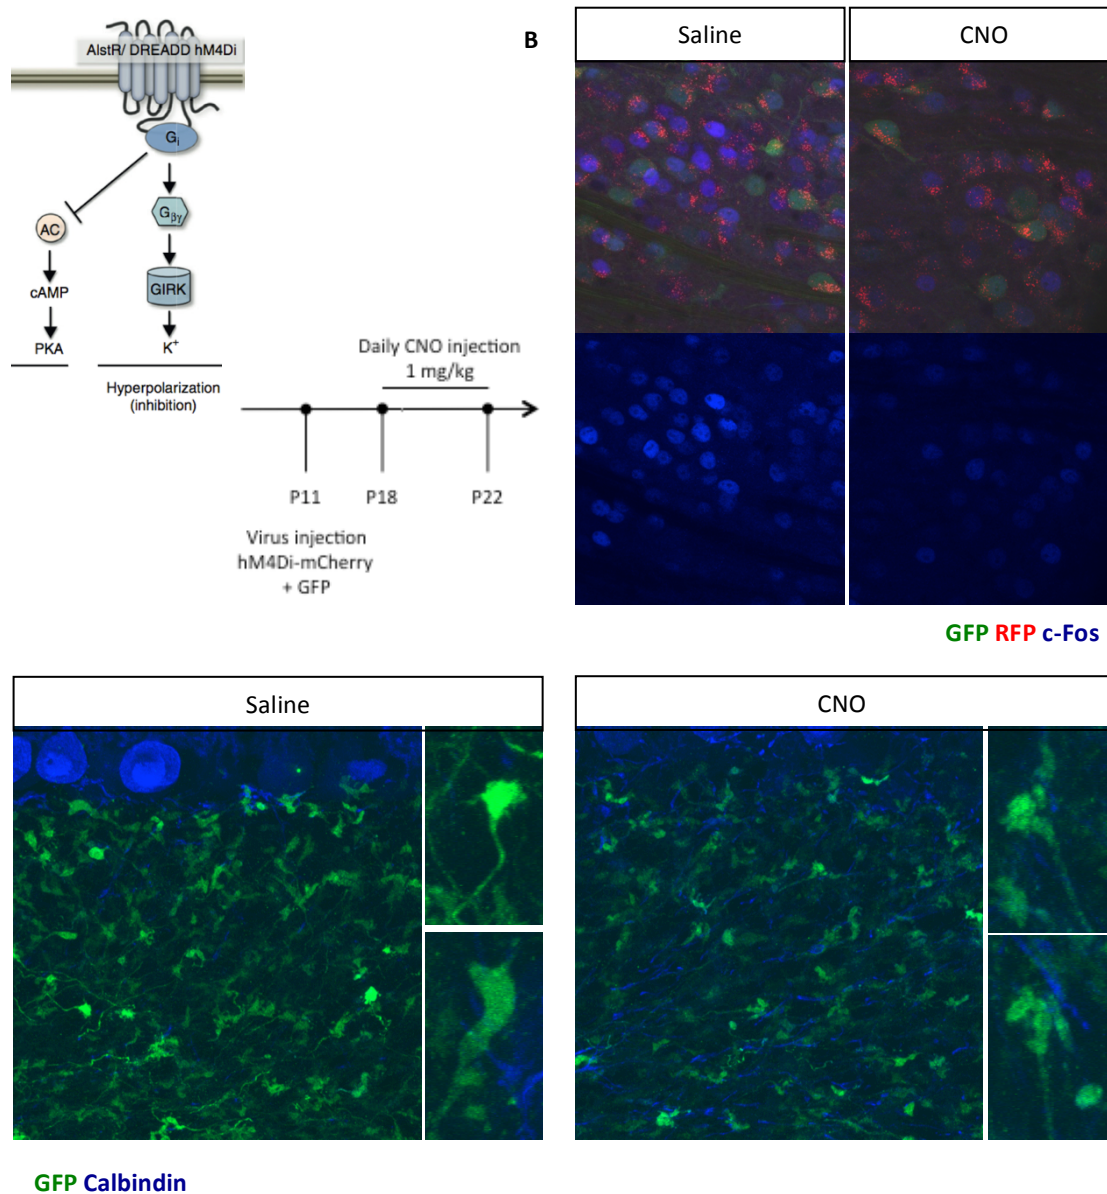 AlstR/ DREADD hM4Di
Gi
AC
Gβγ
cAMP
GIRK
PKA
K+
Hyperpolarization
(inhibition)
Daily CNO injection
1 mg/kg
P11
P18
P22
Virus injection
hM4Di-mCherry
+ GFP
B
Saline
CNO
GFP RFP c-Fos
Saline
CNO
GFP Calbindin